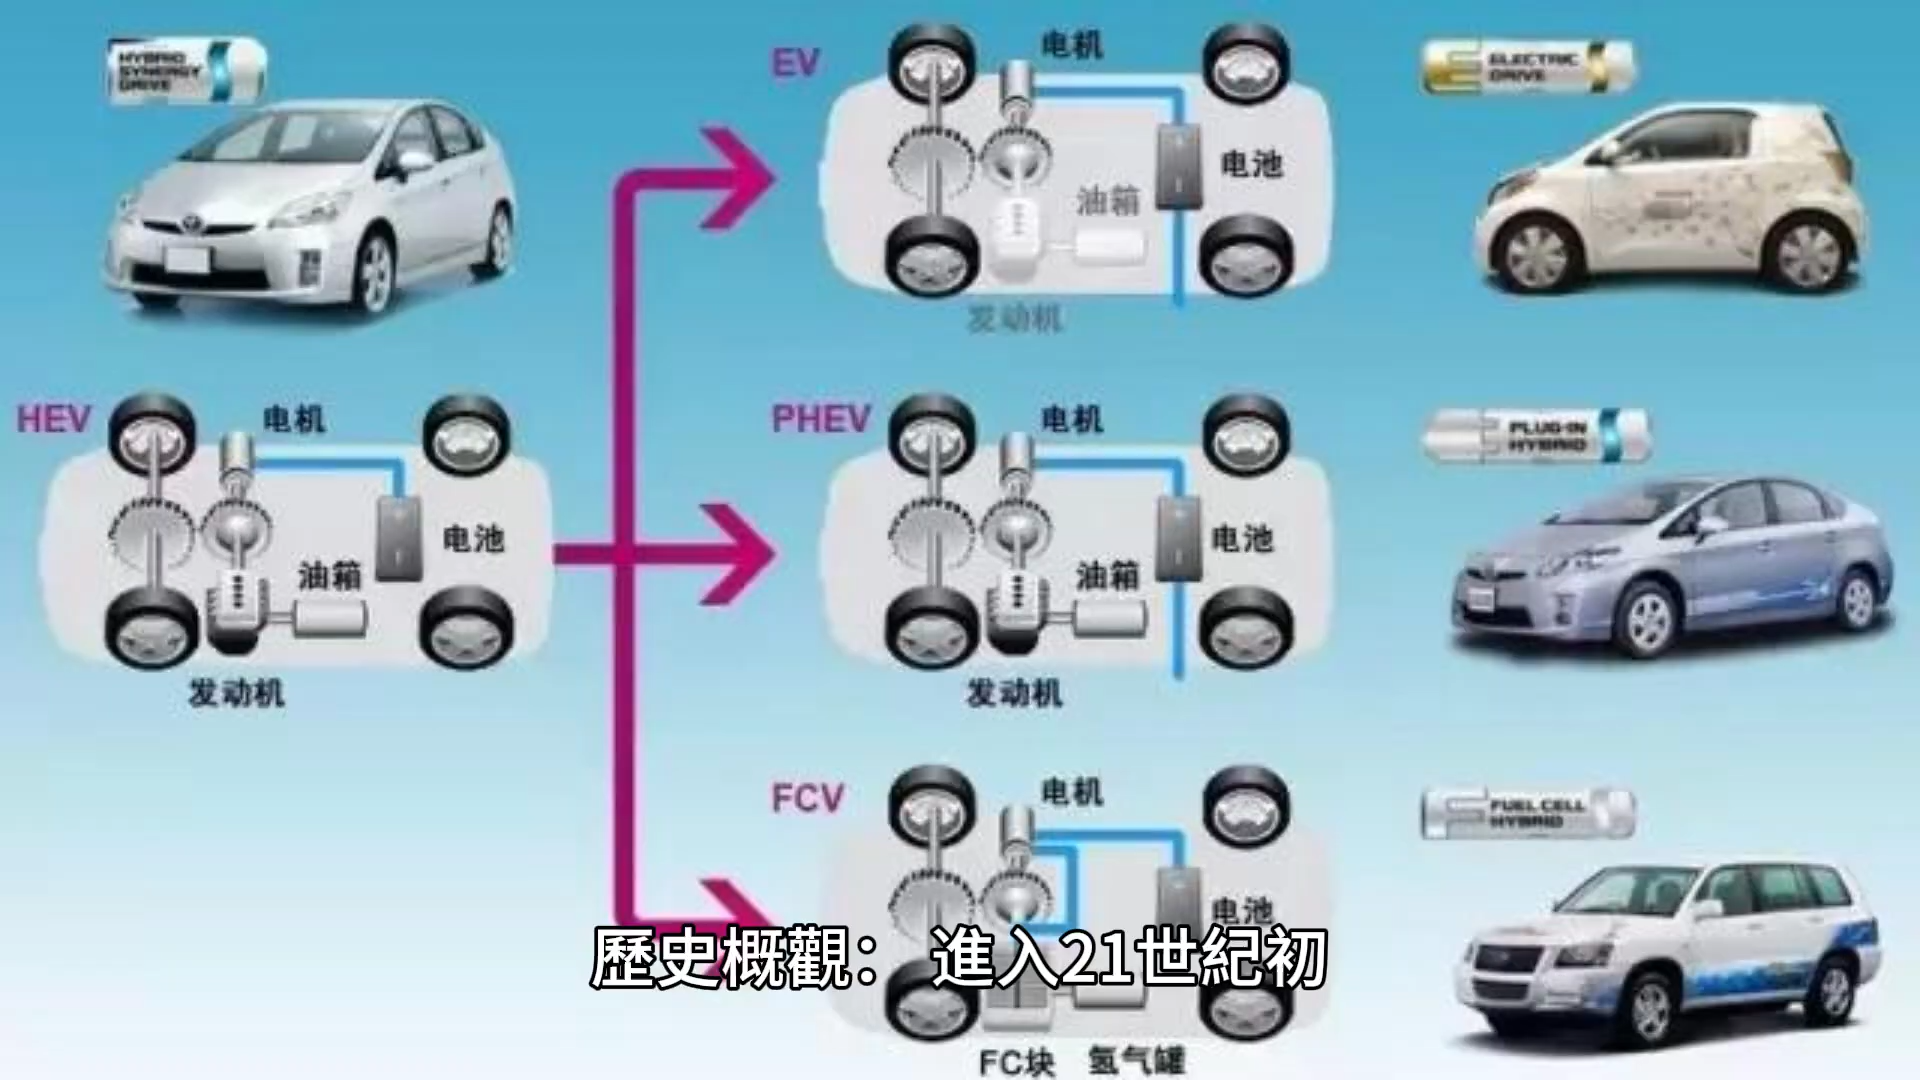 HYBRID
SYNERGY
DRIVE
EV
电机
电池
油箱
发动机
ELECTRIC
DRIVE
HEV
电机
电池
油箱
发动机
PHEV
电机
电池
油箱
发动机
PLUG-IN
HYBRID
FCV
电机
电池
FUEL CELL
HYBRID
歷史概觀： 進入21世紀初
FC块
氢气罐